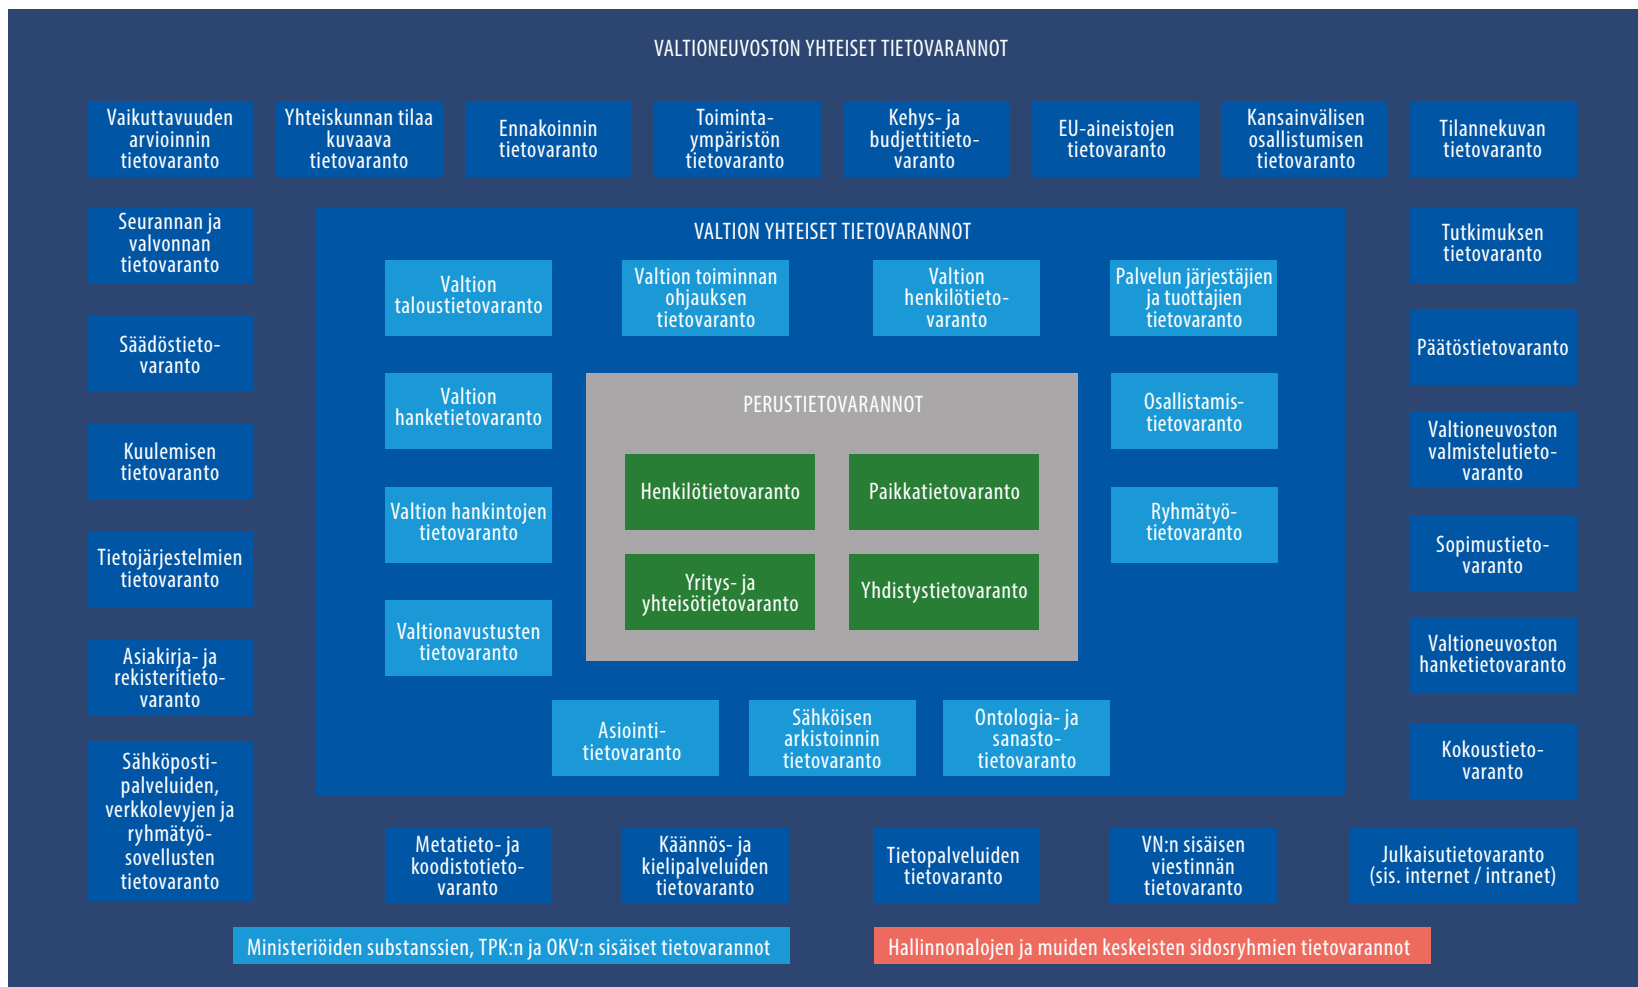 VALTIONEUVOSTON YHTEISET TIETOVARANNOT
Vaikuttavuuden
arvioinnin
tietovaranto
Yhteiskunnan tilaa
kuvaava
tietovaranto
Ennakoinnin
tietovaranto
Toiminta-
ympäristön
tietovaranto
Kehys- ja
budjettitieto-
varanto
EU-aineistojen
tietovaranto
Kansainvälisen
osallistumisen
tietovaranto
Tilannekuvan
tietovaranto
Seurannan ja
valvonnan
tietovaranto
Säädöstieto-
varanto
Kuulemisen
tietovaranto
Tietojärjestelmien
tietovaranto
Asiakirja- ja
rekisteritieto-
varanto
Sähköposti-
palveluiden,
verkkolevyjen ja
ryhmätyö-
sovellusten
tietovaranto
VALTION YHTEISET TIETOVARANNOT
Valtion
taloustietovaranto
Valtion toiminnan
ohjauksen
tietovaranto
Valtion
henkilötieto-
varanto
Palvelun järjestäjien
ja tuottajien
tietovaranto
Valtion
hanketietovaranto
Valtion hankintojen
tietovaranto
Valtionavustusten
tietovaranto
PERUSTIETOVARANNOT
Henkilötietovaranto
Paikkatietovaranto
Yritys- ja
yhteisötietovaranto
Yhdistystietovaranto
Osallistamis-
tietovaranto
Ryhmätyö-
tietovaranto
Asiointi-
tietovaranto
Sähköisen
arkistoinnin
tietovaranto
Ontologia- ja
sanasto-
tietovaranto
Tutkimuksen
tietovaranto
Päätöstietovaranto
Valtioneuvoston
valmistelutieto-
varanto
Sopimustieto-
varanto
Valtioneuvoston
hanketietovaranto
Kokoustieto-
varanto
Metatieto- ja
koodistotieto-
varanto
Käännös- ja
kielipalveluiden
tietovaranto
Tietopalveluiden
tietovaranto
VN:n sisäisen
viestinnän
tietovaranto
Julkaisutietovaranto
(sis. internet / intranet)
Ministeriöiden substanssien, TPK:n ja OKV:n sisäiset tietovarannot
Hallinnonalojen ja muiden keskeisten sidosryhmien tietovarannot